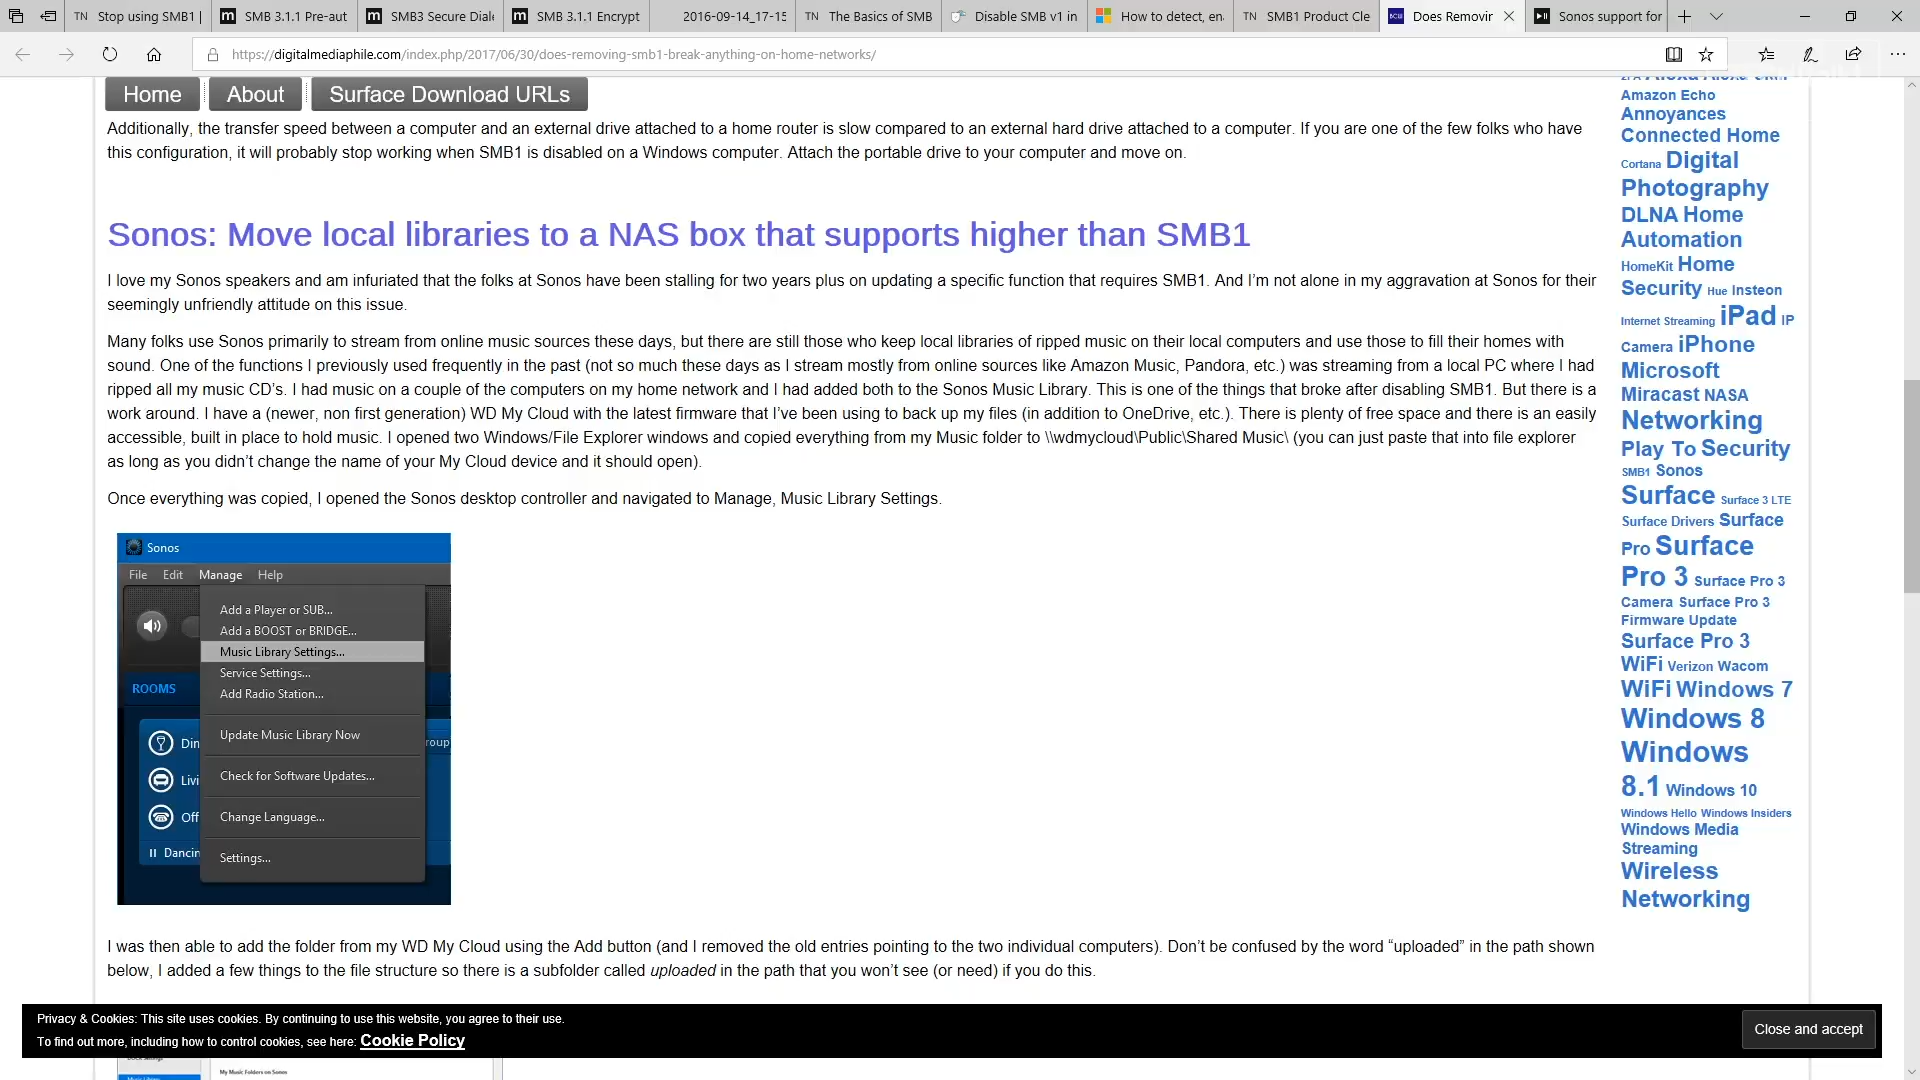 TN Stop using SMB1 |
SMB 3.1.1 Pre-aut
SMB3 Secure Diale
SMB 3.1.1 Encrypt
2016-09-14_17-15
TN The Basics of SMB
Disable SMB v1 in
How to detect, en
TN SMB1 Product Cle
Does Removin
Sonos support for
https://digitalmediaphile.com/index.php/2017/06/30/does-removing-smb1-break-anything-on-home-networks/
Home
About
Surface Download URLs
Additionally, the transfer speed between a computer and an external drive attached to a home router is slow compared to an external hard drive attached to a computer. If you are one of the few folks who have
this configuration, it will probably stop working when SMB1 is disabled on a Windows computer. Attach the portable drive to your computer and move on.
Sonos: Move local libraries to a NAS box that supports higher than SMB1
I love my Sonos speakers and am infuriated that the folks at Sonos have been stalling for two years plus on updating a specific function that requires SMB1. And I’m not alone in my aggravation at Sonos for their
seemingly unfriendly attitude on this issue.
Many folks use Sonos primarily to stream from online music sources these days, but there are still those who keep local libraries of ripped music on their local computers and use those to fill their homes with
sound. One of the functions I previously used frequently in the past (not so much these days as I stream mostly from online sources like Amazon Music, Pandora, etc.) was streaming from a local PC where I had
ripped all my music CD’s. I had music on a couple of the computers on my home network and I had added both to the Sonos Music Library. This is one of the things that broke after disabling SMB1. But there is a
work around. I have a (newer, non first generation) WD My Cloud with the latest firmware that I’ve been using to back up my files (in addition to OneDrive, etc.). There is plenty of free space and there is an easily
accessible, built in place to hold music. I opened two Windows/File Explorer windows and copied everything from my Music folder to \\wdmycloud\Public\Shared Music\ (you can just paste that into file explorer
as long as you didn’t change the name of your My Cloud device and it should open).
Once everything was copied, I opened the Sonos desktop controller and navigated to Manage, Music Library Settings.
Sonos
File Edit Manage Help
Add a Player or SUB...
Add a BOOST or BRIDGE...
Music Library Settings...
Service Settings...
Add Radio Station...
Update Music Library Now
Check for Software Updates...
Change Language...
Settings...
ROOMS
Din
roup
Livi
Off
Dancin
I was then able to add the folder from my WD My Cloud using the Add button (and I removed the old entries pointing to the two individual computers). Don’t be confused by the word “uploaded” in the path shown
below, I added a few things to the file structure so there is a subfolder called uploaded in the path that you won’t see (or need) if you do this.
Amazon Echo
Annoyances
Connected Home
Cortana Digital
Photography
DLNA Home
Automation
HomeKit Home
Security Hue Insteon
Internet Streaming iPad IP
Camera iPhone
Microsoft
Miracast NASA
Networking
Play To Security
SMB1 Sonos
Surface Surface 3 LTE
Surface Drivers Surface
Pro Surface
Pro 3 Surface Pro 3
Camera Surface Pro 3
Firmware Update
Surface Pro 3
WiFi Verizon Wacom
WiFi Windows 7
Windows 8
Windows
8.1 Windows 10
Windows Hello Windows Insiders
Windows Media
Streaming
Wireless
Networking
Privacy & Cookies: This site uses cookies. By continuing to use this website, you agree to their use.
To find out more, including how to control cookies, see here: Cookie Policy
Close and accept
My Music Folders on Sonos